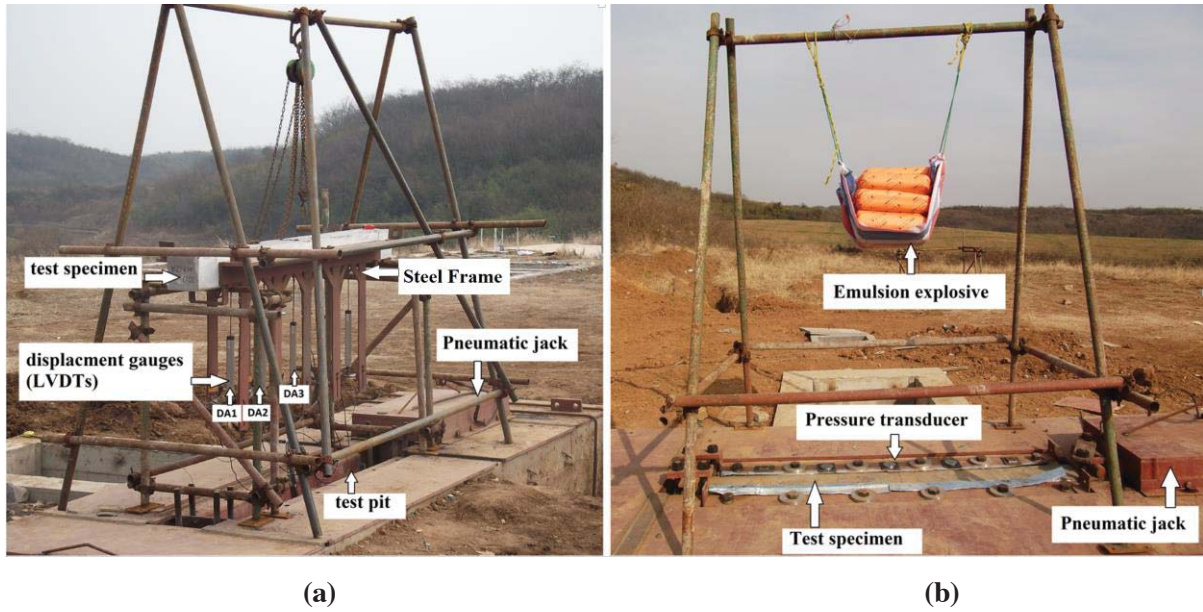 test specimen
Steel Frame
Pneumatic jack
displacment gauges
(LVDTs)
DA1
DA2
DA3
test pit
(a)
Emulsion explosive
Pressure transducer
Test specimen
Pneumatic jack
(b)